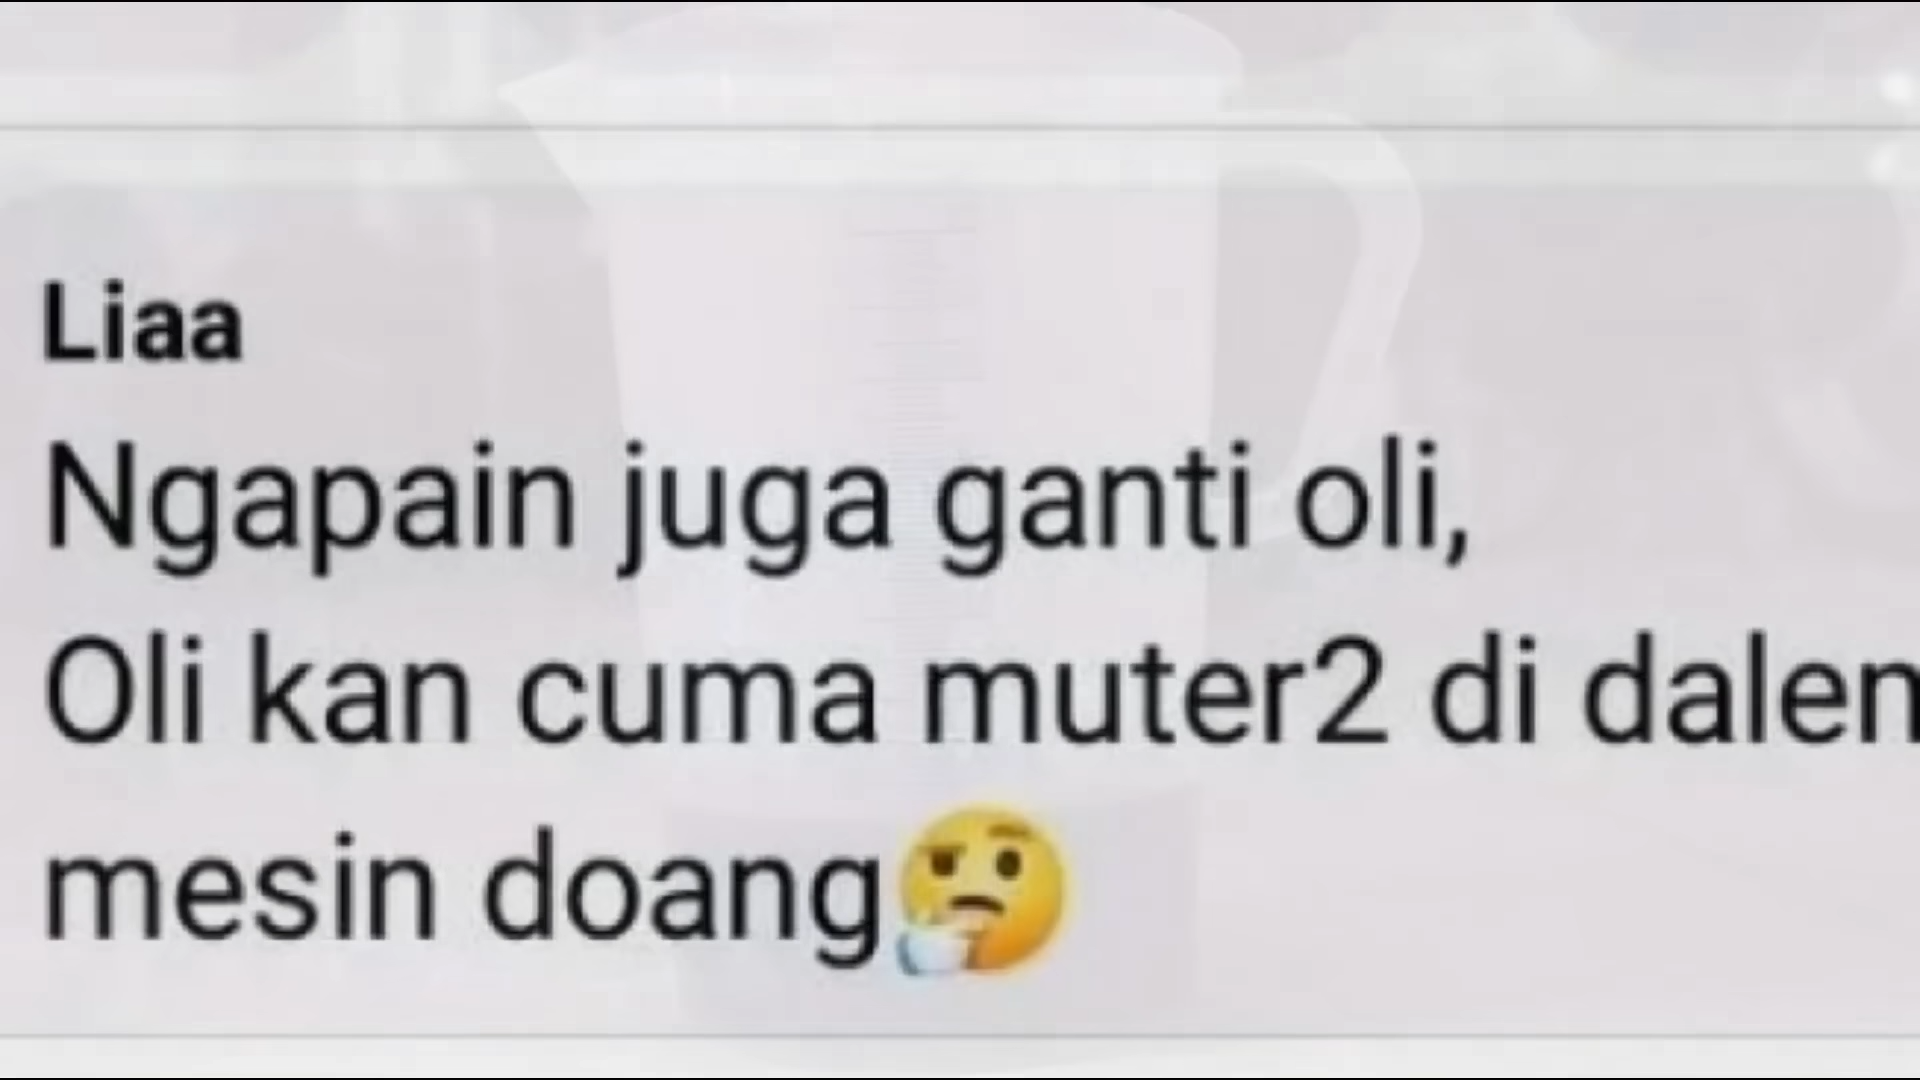 Liaa
Ngapain juga ganti oli,
Oli kan cuma muter2 di dalem
mesin doang🤔